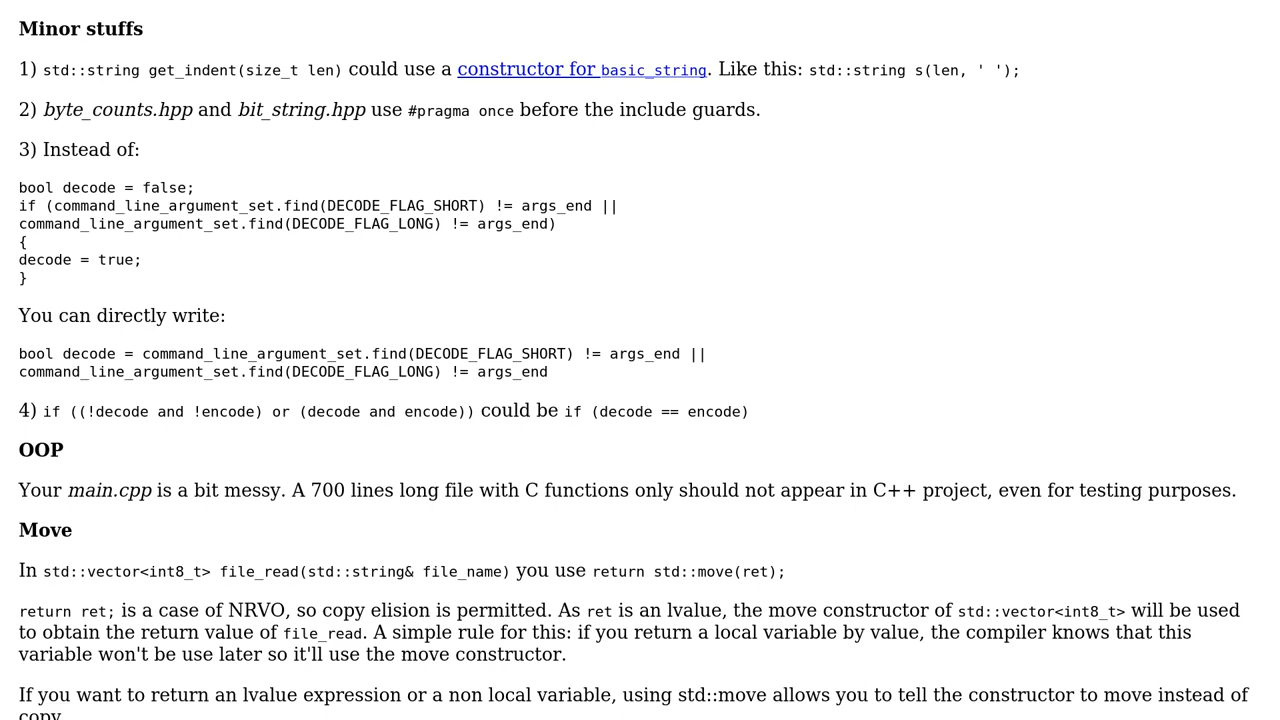 Minor stuffs
1) std::string get_indent(size_t len) could use a constructor for basic_string. Like this: std::string s(len, ' ');
2) byte_counts.hpp and bit_string.hpp use #pragma once before the include guards.
3) Instead of:
bool decode = false;
if (command_line_argument_set.find(DECODE_FLAG_SHORT) != args_end ||
command_line_argument_set.find(DECODE_FLAG_LONG) != args_end)
{
decode = true;
}
You can directly write:
bool decode = command_line_argument_set.find(DECODE_FLAG_SHORT) != args_end ||
command_line_argument_set.find(DECODE_FLAG_LONG) != args_end
4) if ((!decode and !encode) or (decode and encode)) could be if (decode == encode)
OOP
Your main.cpp is a bit messy. A 700 lines long file with C functions only should not appear in C++ project, even for testing purposes.
Move
In std::vector<int8_t> file_read(std::string& file_name) you use return std::move(ret);
return ret; is a case of NRVO, so copy elision is permitted. As ret is an lvalue, the move constructor of std::vector<int8_t> will be used
to obtain the return value of file_read. A simple rule for this: if you return a local variable by value, the compiler knows that this
variable won't be use later so it'll use the move constructor.
If you want to return an lvalue expression or a non local variable, using std::move allows you to tell the constructor to move instead of
copy.